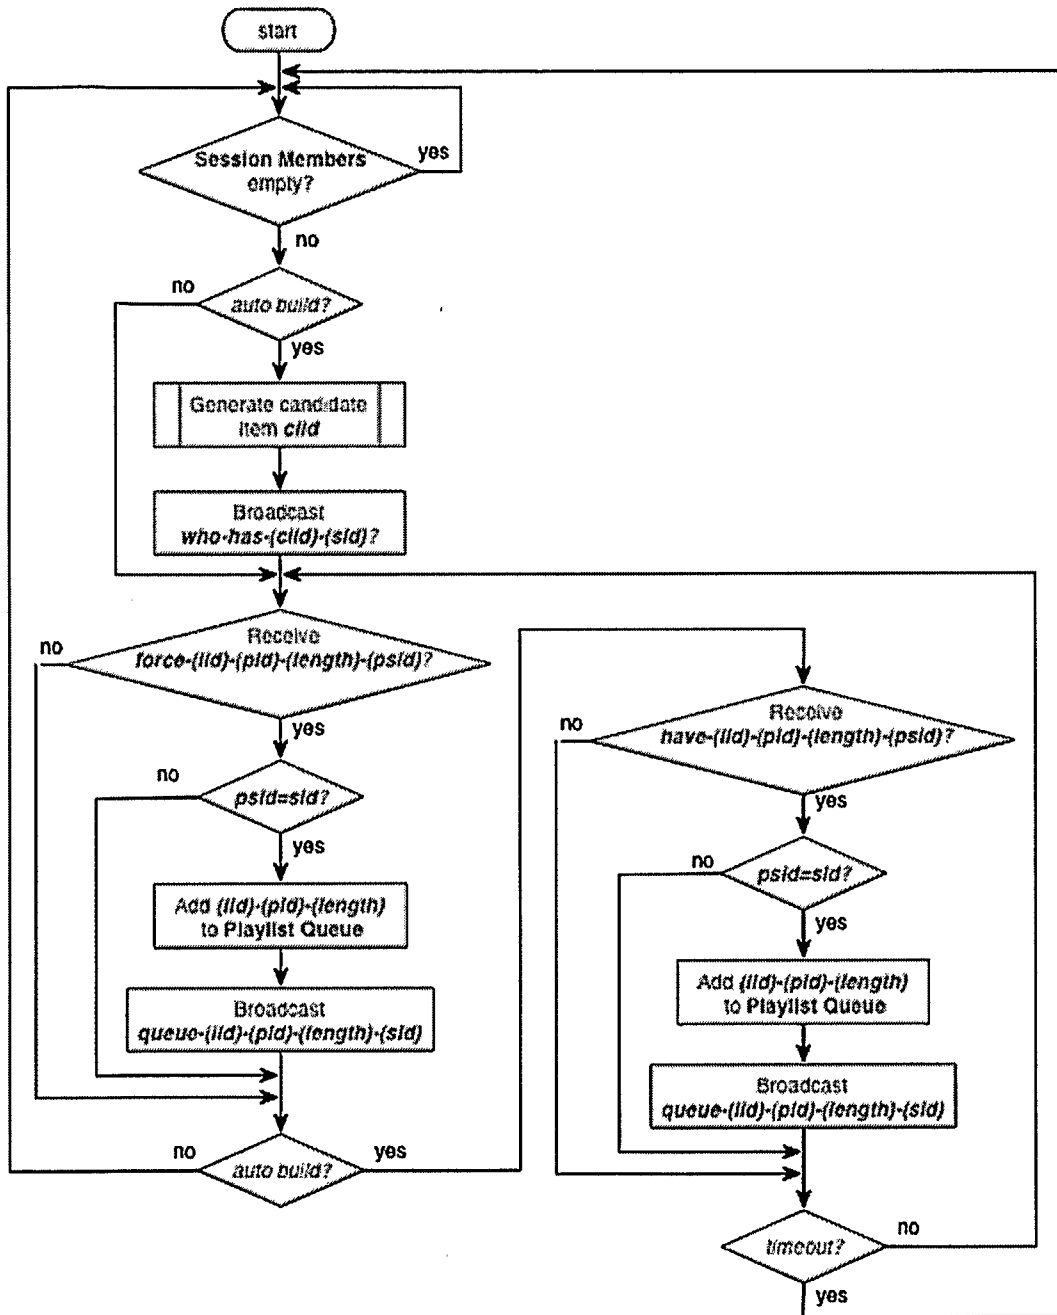 start
Session Members
empty?
yes
no
no
auto build?
yes
Generate candidate
item ciid
Broadcast
who-has-(ciid)-(sid)?
no
Receive
force-(iid)-(pid)-(length)-(psid)?
yes
no
psid=sid?
yes
Add (iid)-(pid)-(length)
to Playlist Queue
Broadcast
queue-(iid)-(pid)-(length)-(sid)
no
auto build?
yes
no
Receive
have-(iid)-(pid)-(length)-(psid)?
yes
no
psid=sid?
yes
Add (iid)-(pid)-(length)
to Playlist Queue
Broadcast
queue-(iid)-(pid)-(length)-(sid)
timeout?
no
yes